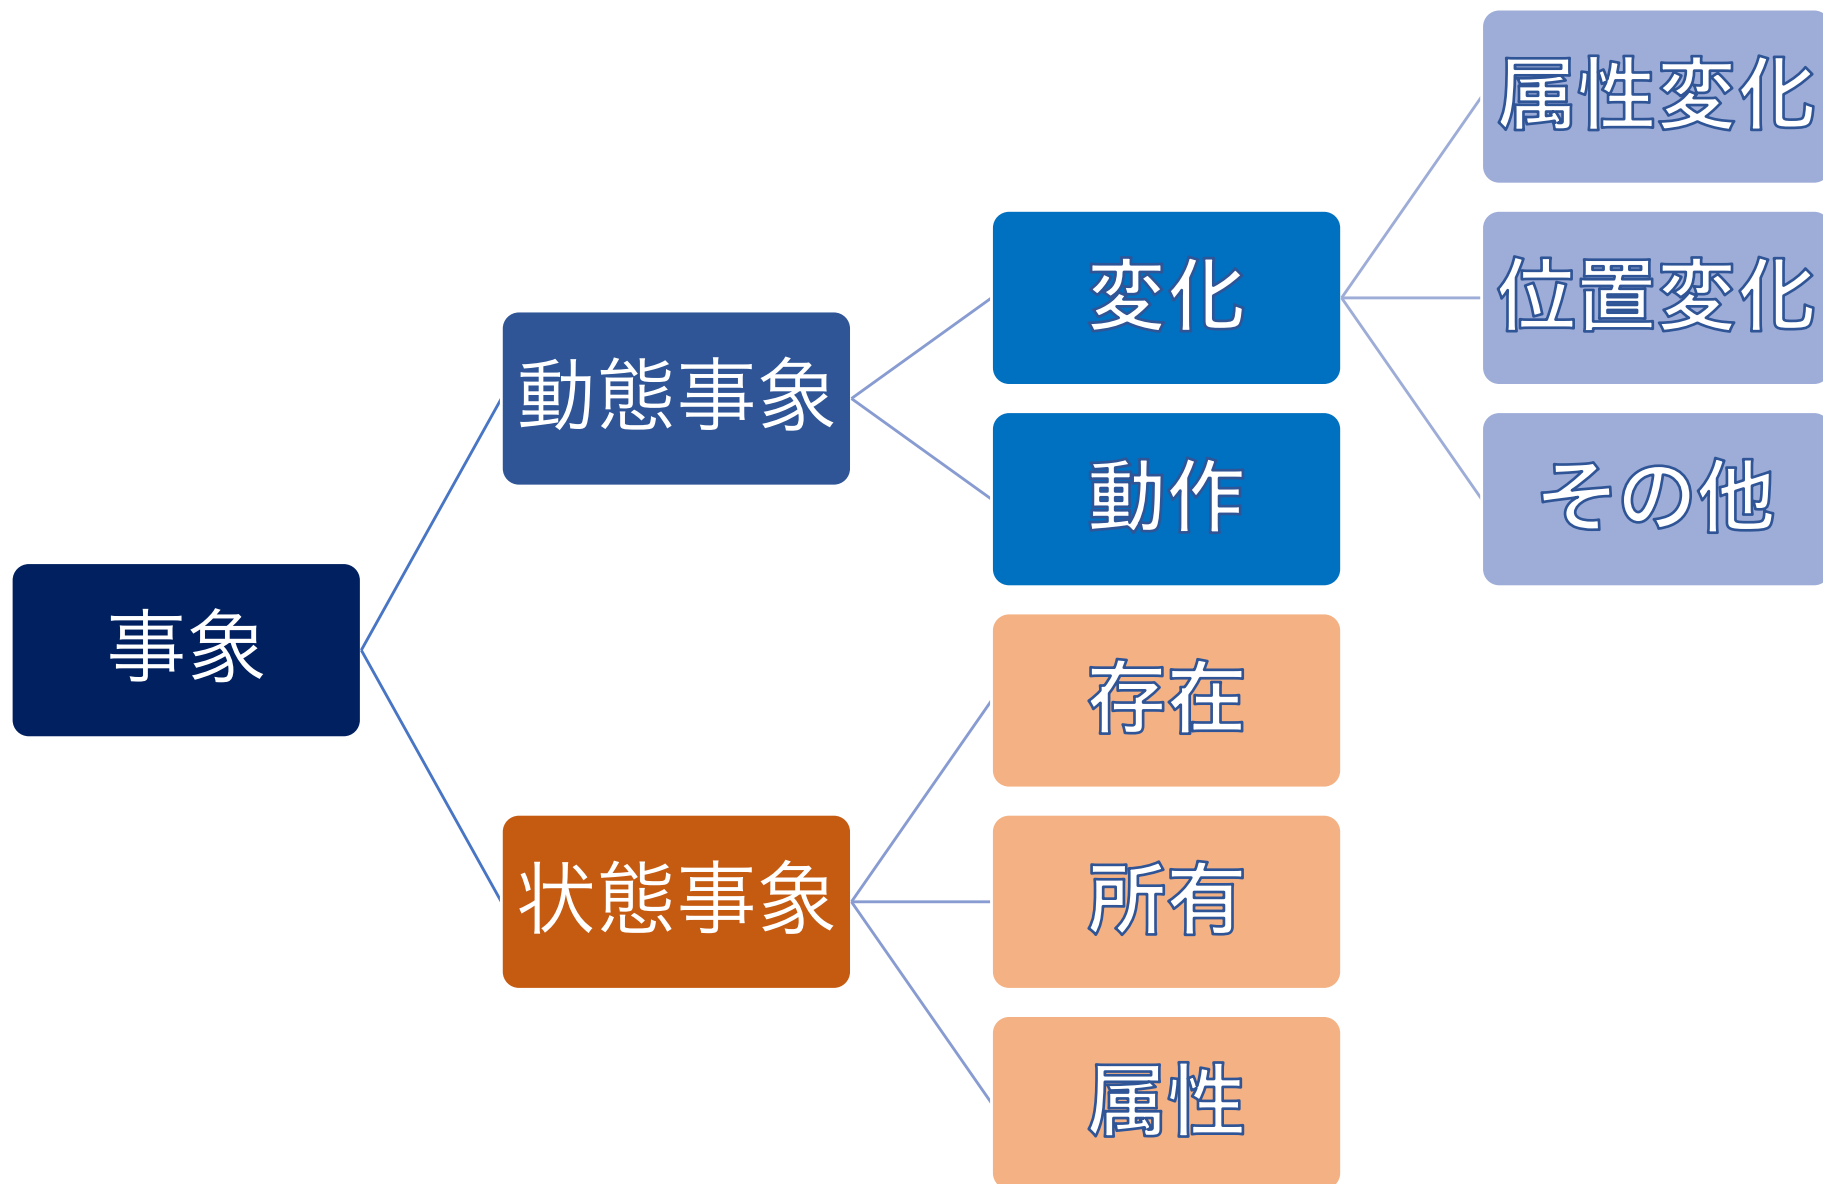 事象
動態事象
変化
属性変化
位置変化
その他
動作
状態事象
存在
所有
属性